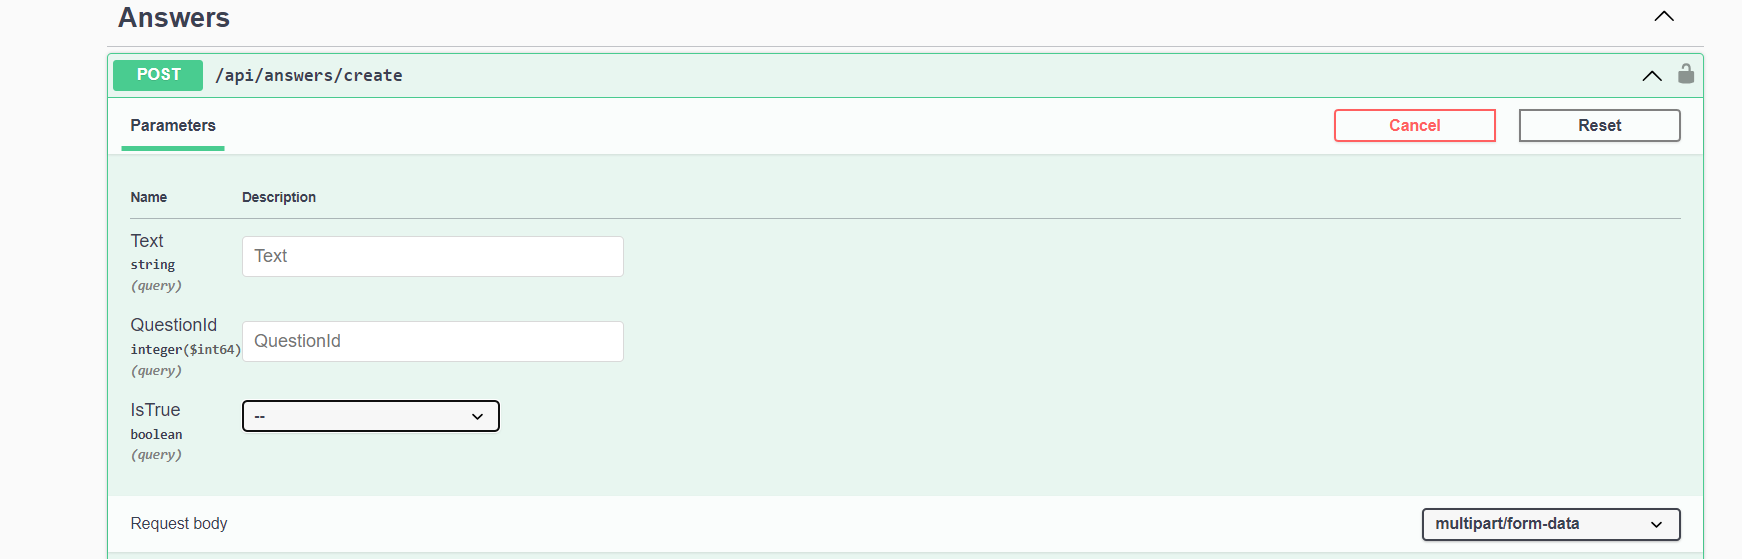 Answers
POST /api/answers/create
Parameters
Cancel
Reset
Name Description
Text
string
(query)
Text
QuestionId
integer($int64)
(query)
QuestionId
IsTrue
boolean
(query)
--
Request body
multipart/form-data